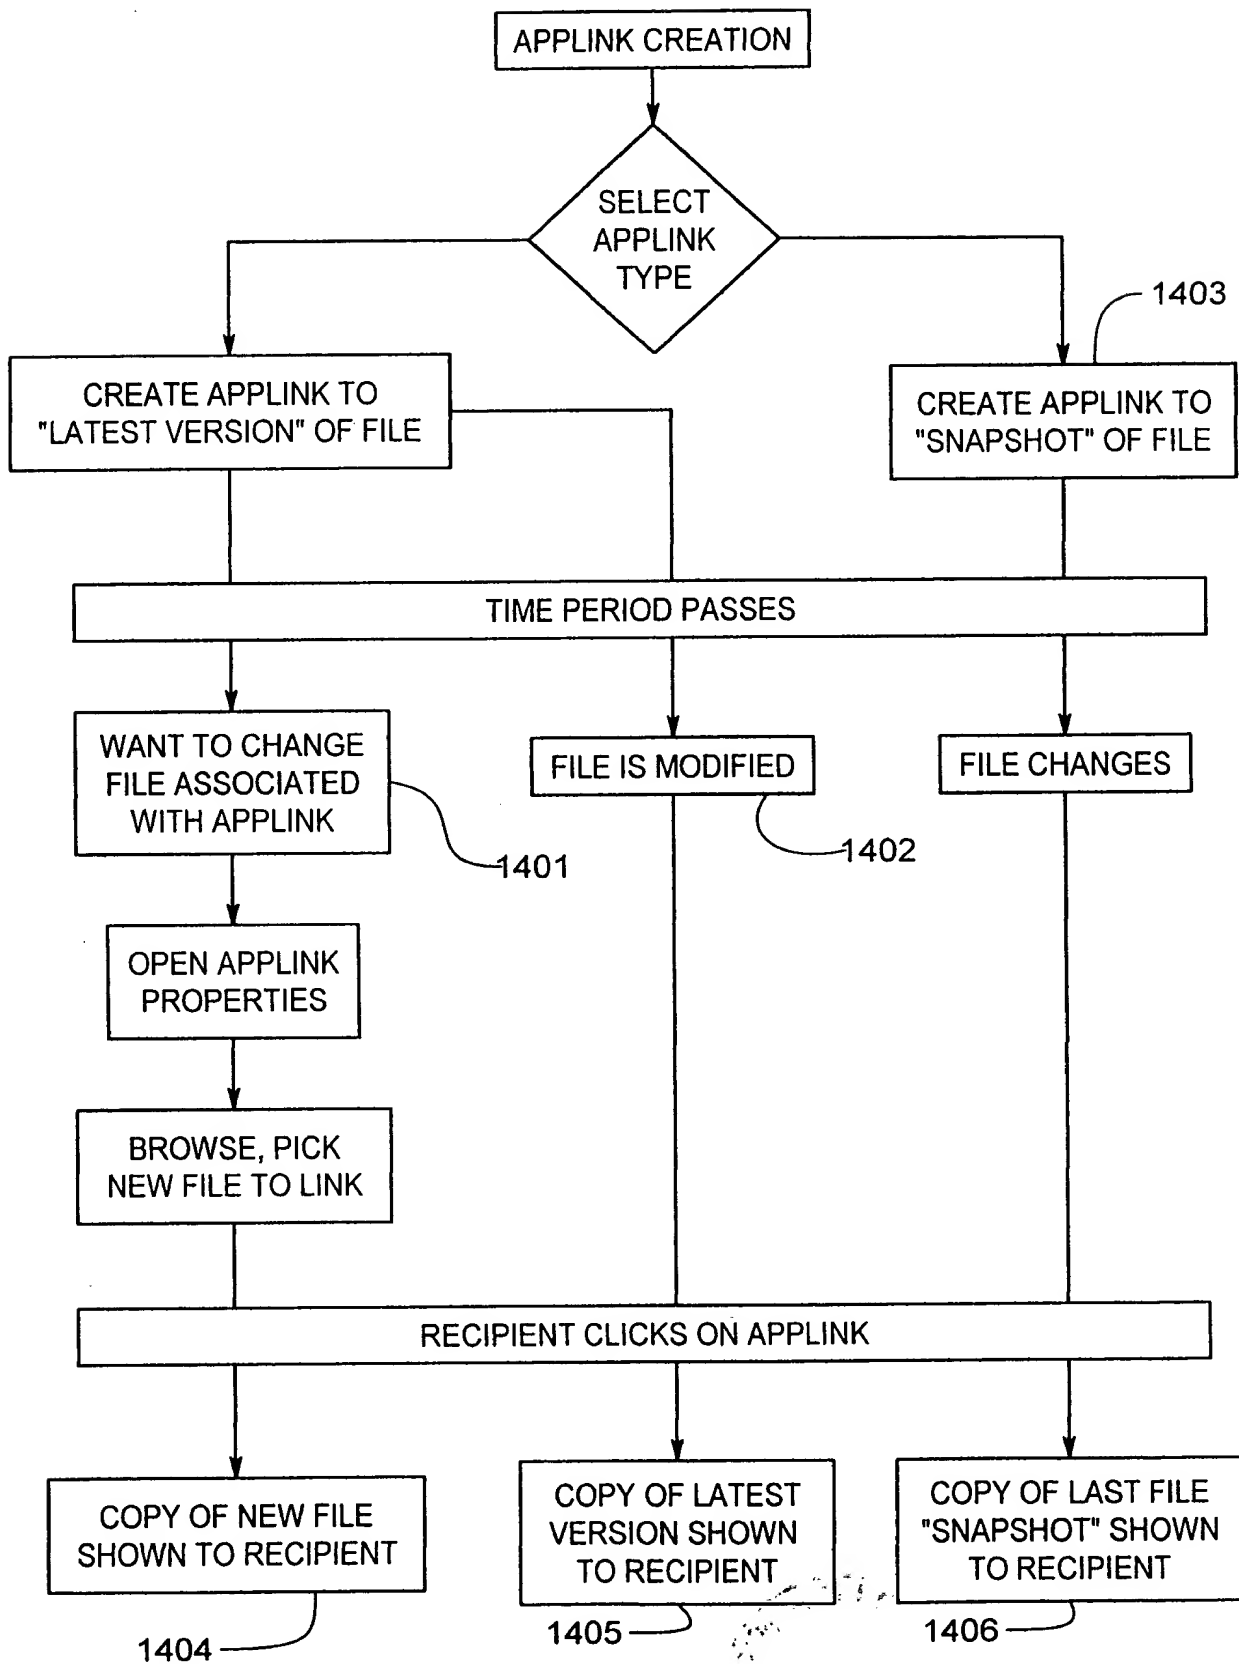 APPLINK CREATION
SELECT
APPLINK
TYPE
1403
CREATE APPLINK TO
"LATEST VERSION" OF FILE
CREATE APPLINK TO
"SNAPSHOT" OF FILE
TIME PERIOD PASSES
WANT TO CHANGE
FILE ASSOCIATED
WITH APPLINK
1401
FILE IS MODIFIED
1402
FILE CHANGES
OPEN APPLINK
PROPERTIES
BROWSE, PICK
NEW FILE TO LINK
RECIPIENT CLICKS ON APPLINK
COPY OF NEW FILE
SHOWN TO RECIPIENT
1404
COPY OF LATEST
VERSION SHOWN
TO RECIPIENT
1405
COPY OF LAST FILE
"SNAPSHOT" SHOWN
TO RECIPIENT
1406